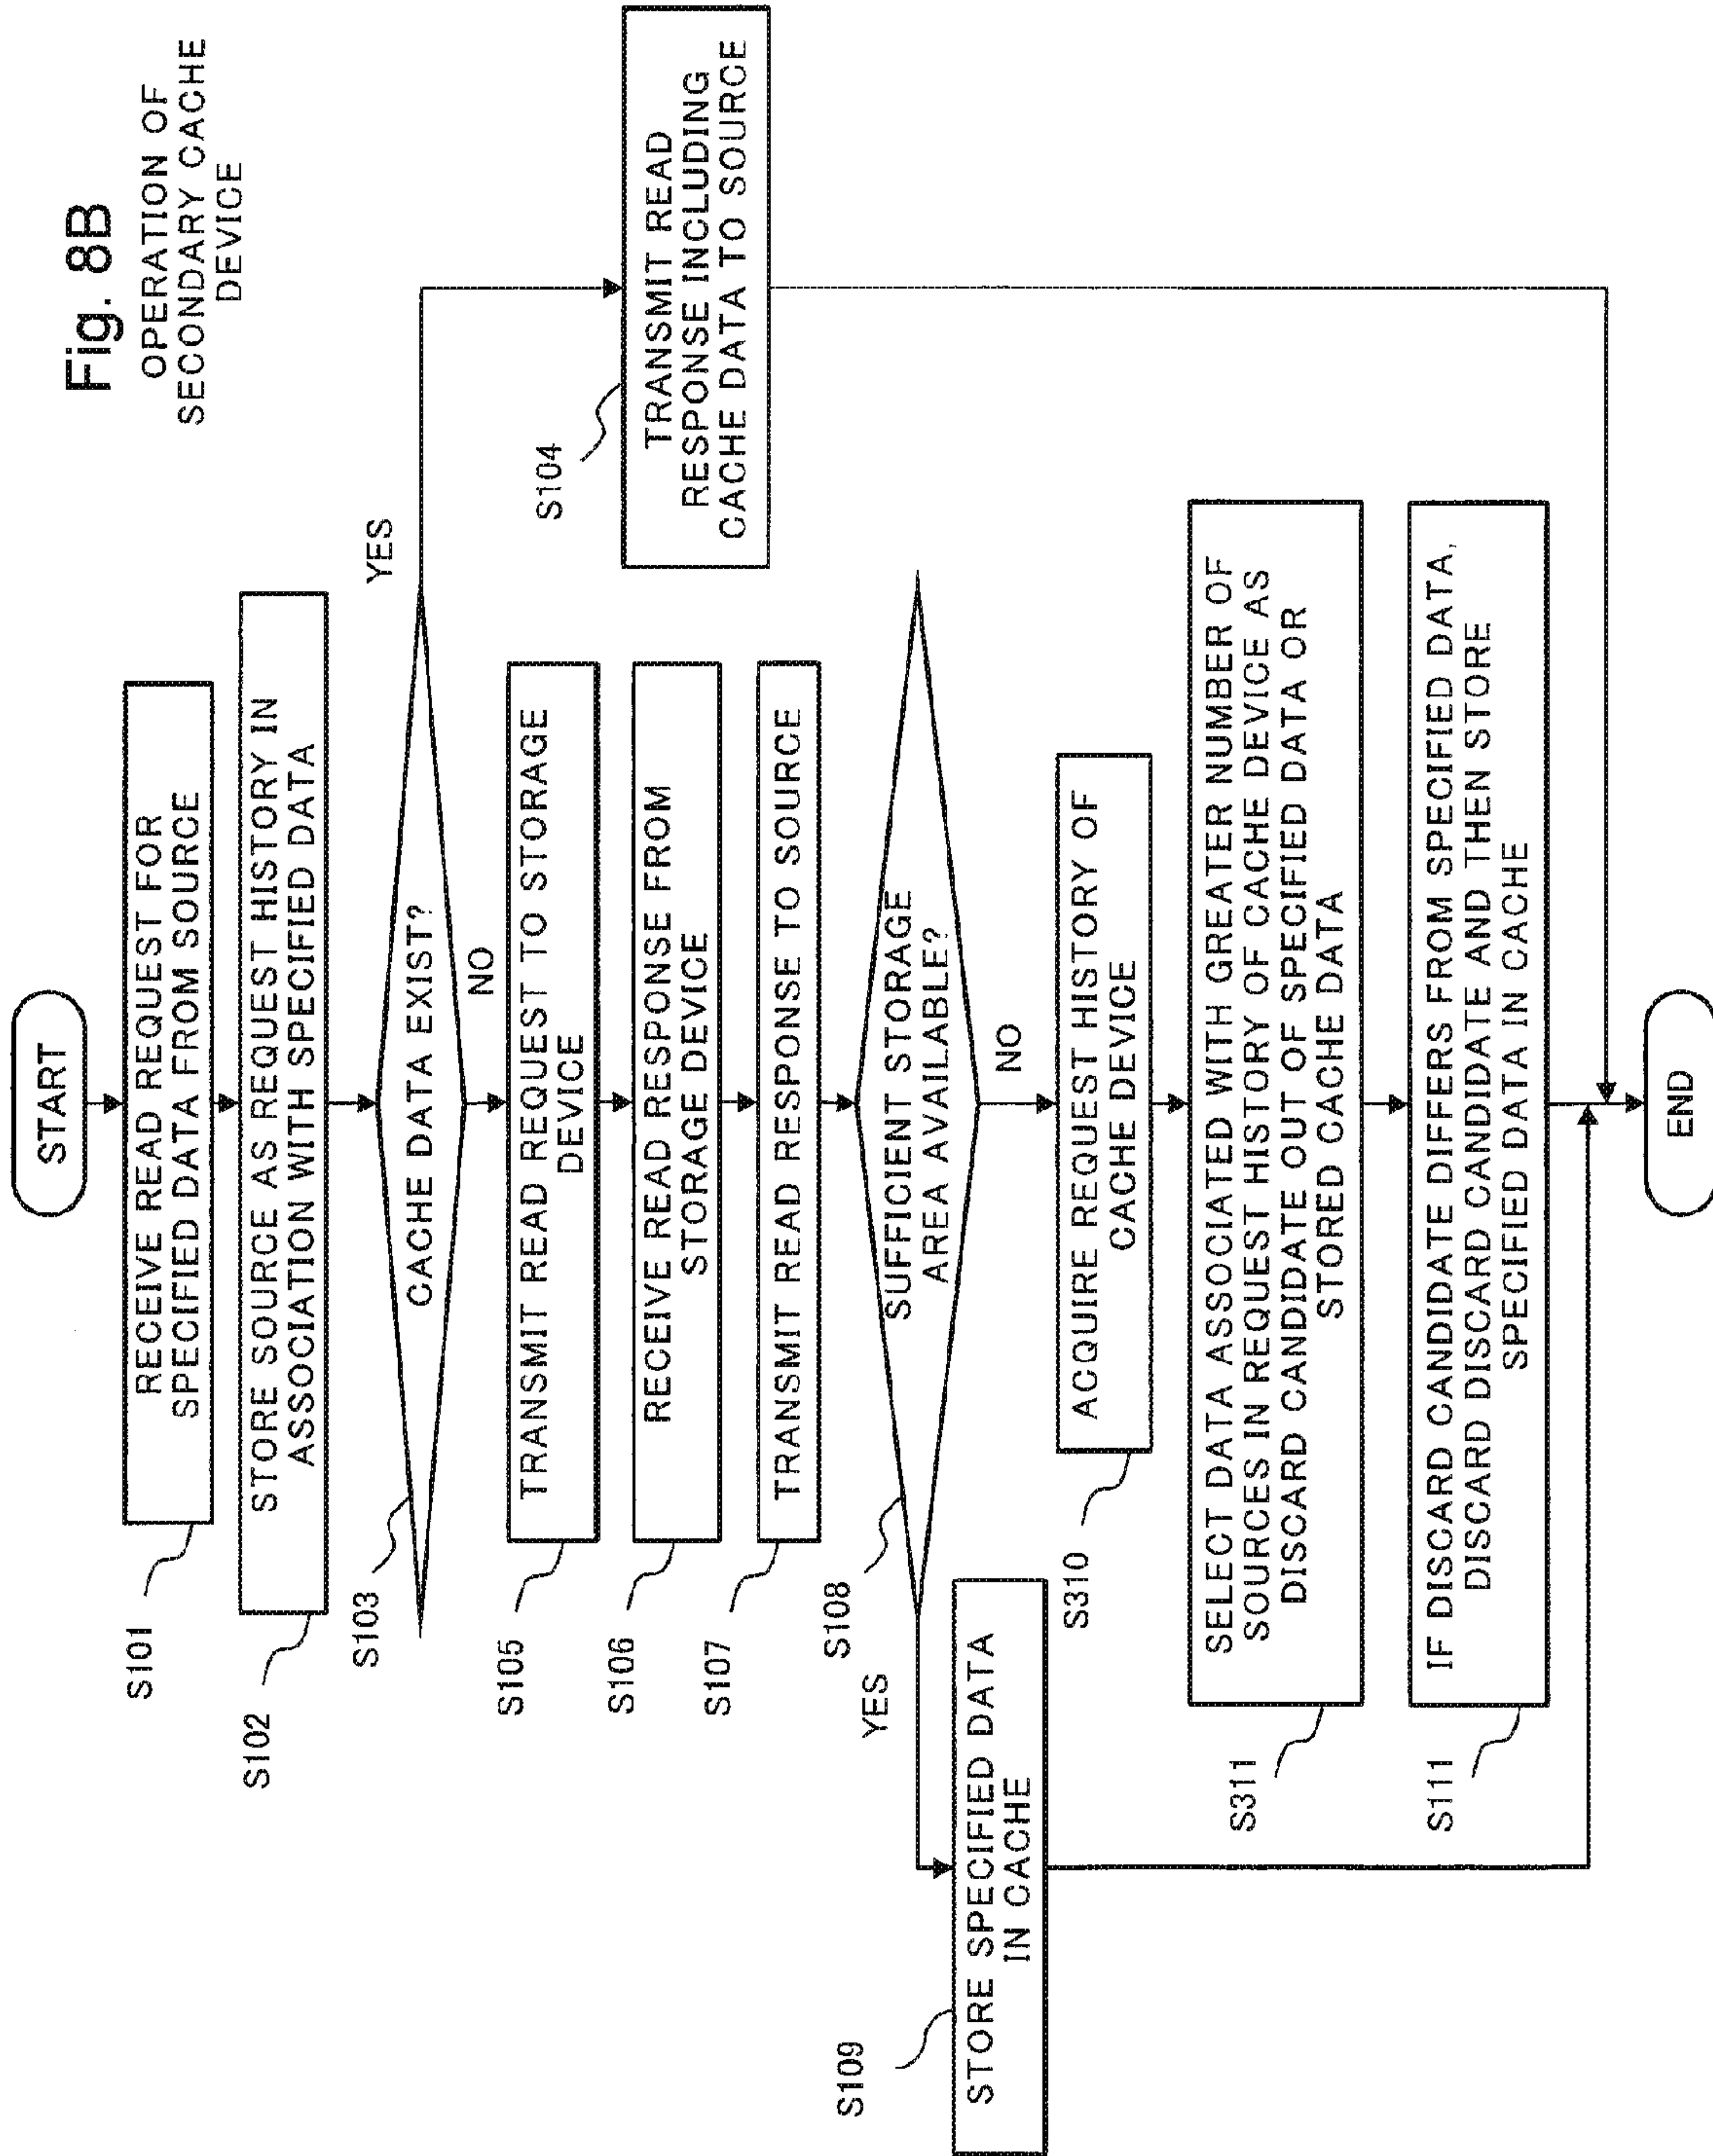 Fig. 8B
OPERATION OF
SECONDARY CACHE
DEVICE
START
S101
RECEIVE READ REQUEST FOR
SPECIFIED DATA FROM SOURCE
S102
STORE SOURCE AS REQUEST HISTORY IN
ASSOCIATION WITH SPECIFIED DATA
S103
CACHE DATA EXIST?
YES
NO
S104
TRANSMIT READ
RESPONSE INCLUDING
CACHE DATA TO SOURCE
S105
TRANSMIT READ REQUEST TO STORAGE
DEVICE
S106
RECEIVE READ RESPONSE FROM
STORAGE DEVICE
S107
TRANSMIT READ RESPONSE TO SOURCE
S108
SUFFICIENT STORAGE
AREA AVAILABLE?
YES
NO
S109
STORE SPECIFIED DATA
IN CACHE
S310
ACQUIRE REQUEST HISTORY OF
CACHE DEVICE
S311
SELECT DATA ASSOCIATED WITH GREATER NUMBER OF
SOURCES IN REQUEST HISTORY OF CACHE DEVICE AS
DISCARD CANDIDATE OUT OF SPECIFIED DATA OR
STORED CACHE DATA
S111
IF DISCARD CANDIDATE DIFFERS FROM SPECIFIED DATA,
DISCARD DISCARD CANDIDATE AND THEN STORE
SPECIFIED DATA IN CACHE
END